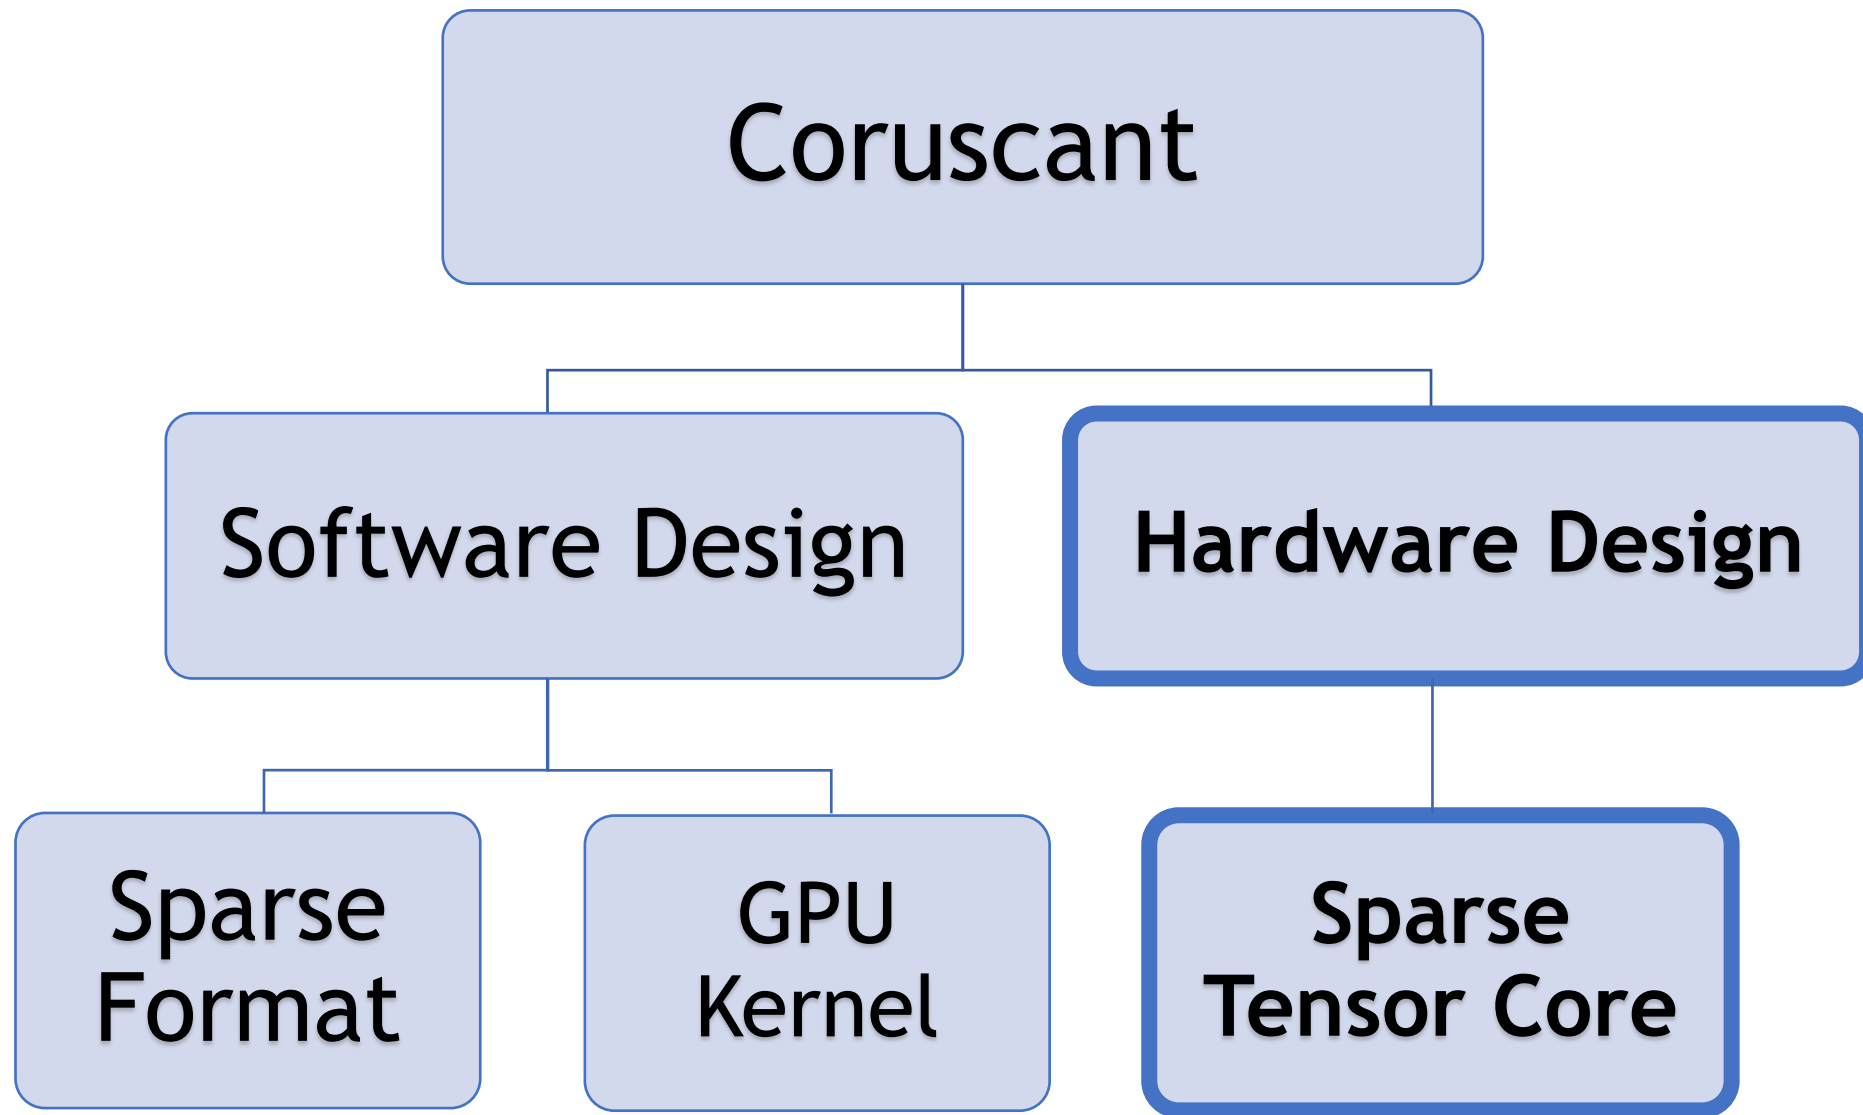 Coruscant
Software Design
Hardware Design
Sparse
Format
GPU
Kernel
Sparse
Tensor Core